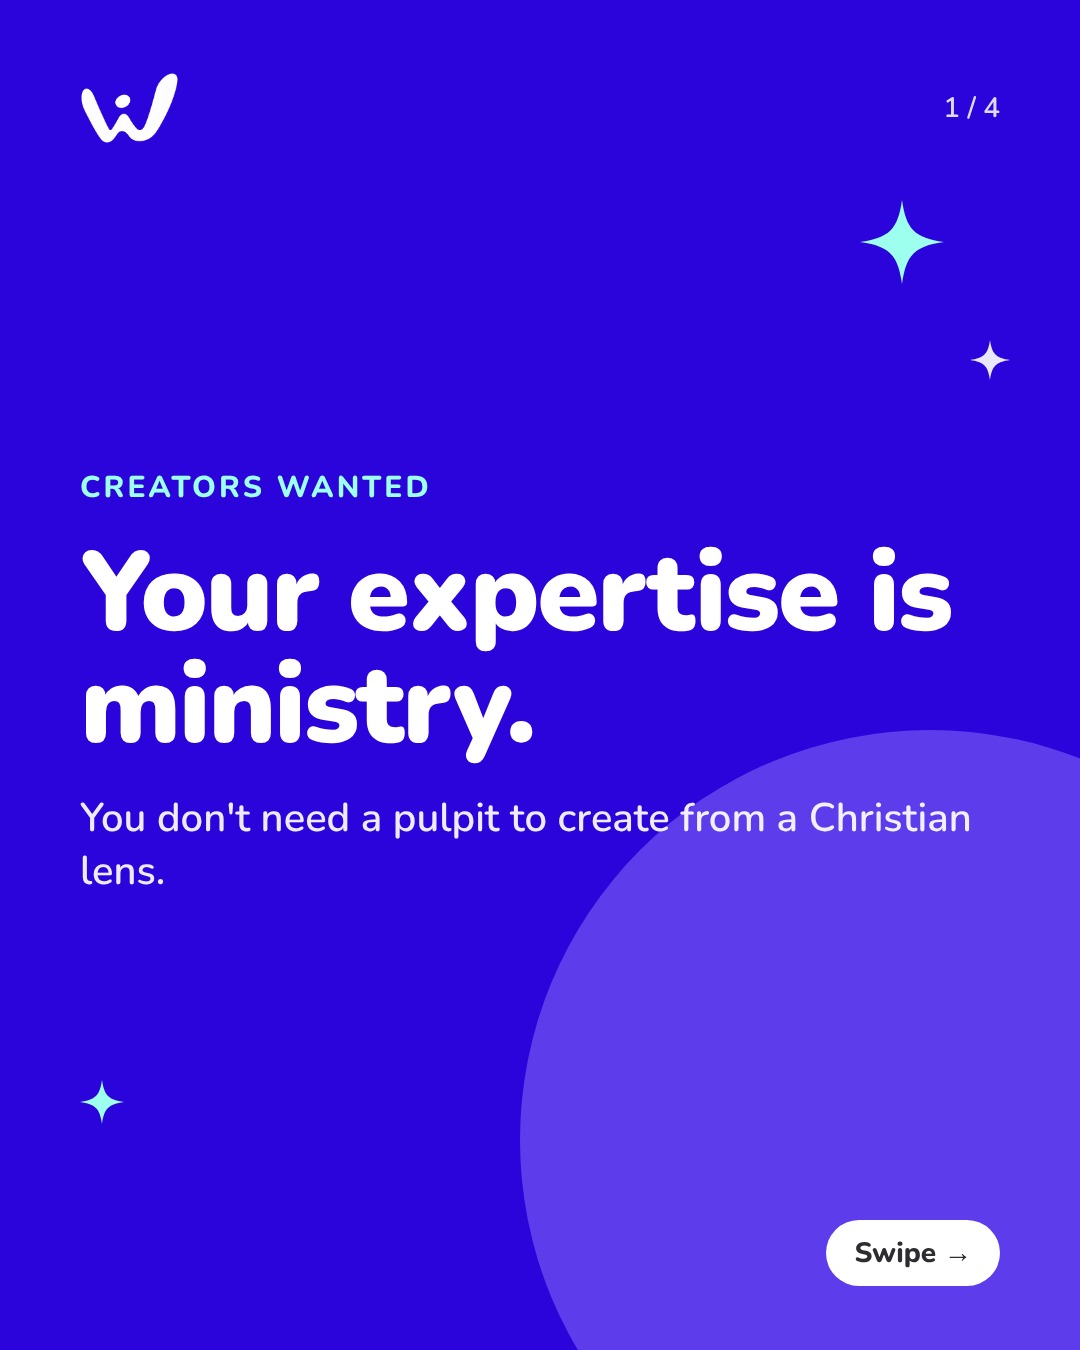 1 / 4
CREATORS WANTED
Your expertise is
ministry.
You don't need a pulpit to create from a Christian
lens.
Swipe →